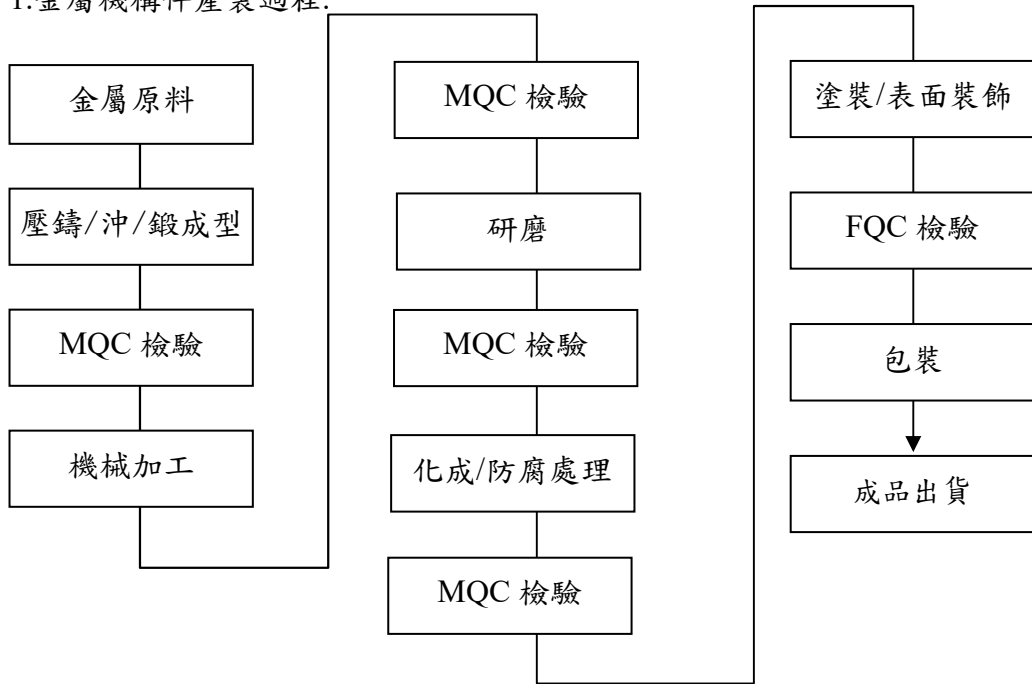 1.金屬機構件產製過程:
金屬原料
壓鑄/沖/鍛成型
MQC 檢驗
機械加工
MQC 檢驗
研磨
MQC 檢驗
化成/防腐處理
MQC 檢驗
塗裝/表面裝飾
FQC 檢驗
包裝
成品出貨